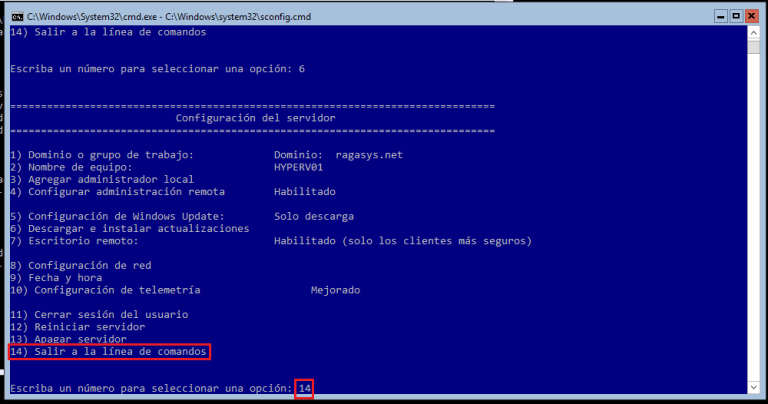 C:\Windows\System32\cmd.exe - C:\Windows\system32\sconfig.cmd
14) Salir a la línea de comandos
Escriba un número para seleccionar una opción: 6
===============================================================================
Configuración del servidor
===============================================================================
1) Dominio o grupo de trabajo: Dominio: ragasys.net
2) Nombre de equipo: HYPERV01
3) Agregar administrador local
4) Configurar administración remota Habilitado
5) Configuración de Windows Update: Solo descarga
6) Descargar e instalar actualizaciones
7) Escritorio remoto: Habilitado (solo los clientes más seguros)
8) Configuración de red
9) Fecha y hora
10) Configuración de telemetría Mejorado
11) Cerrar sesión del usuario
12) Reiniciar servidor
13) Apagar servidor
14) Salir a la línea de comandos
Escriba un número para seleccionar una opción: 14